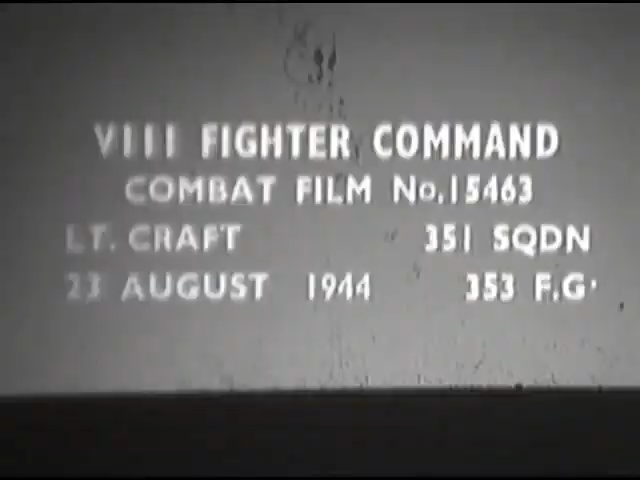 VIII FIGHTER COMMAND
COMBAT FILM No. 15463
LT. CRAFT 351 SQDN
23 AUGUST 1944 353 F.G.